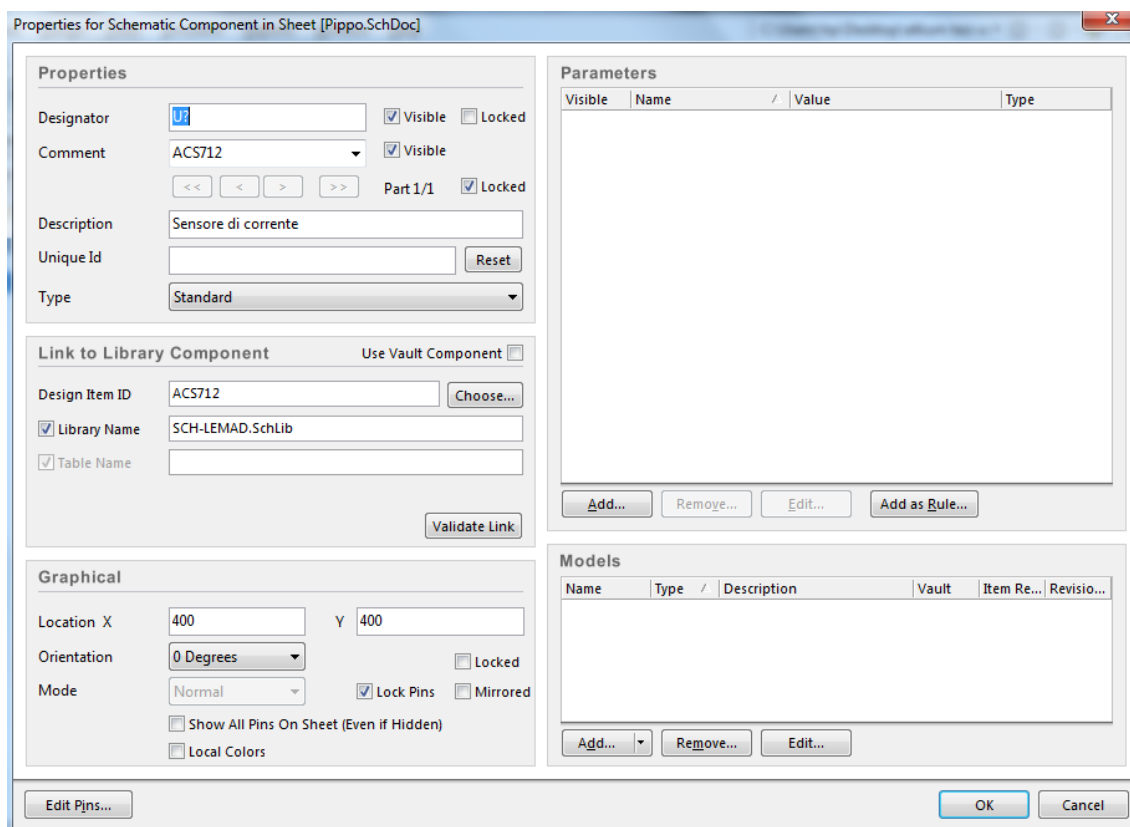 Properties for Schematic Component in Sheet [Pippo.SchDoc]
Properties
Designator U? Visible Locked
Comment ACS712 Visible
<< < > >> Part 1/1 Locked
Description Sensore di corrente
Unique Id Reset
Type Standard
Link to Library Component Use Vault Component
Design Item ID ACS712 Choose...
Library Name SCH-LEMAD.SchLib
Table Name
Validate Link
Graphical
Location X 400 Y 400
Orientation 0 Degrees Locked
Mode Normal Lock Pins Mirrored
Show All Pins On Sheet (Even if Hidden)
Local Colors
Parameters
Visible Name Value Type
Add... Remove... Edit... Add as Rule...
Models
Name Type Description Vault Item Re... Revisio...
Add... Remove... Edit...
Edit Pins... OK Cancel